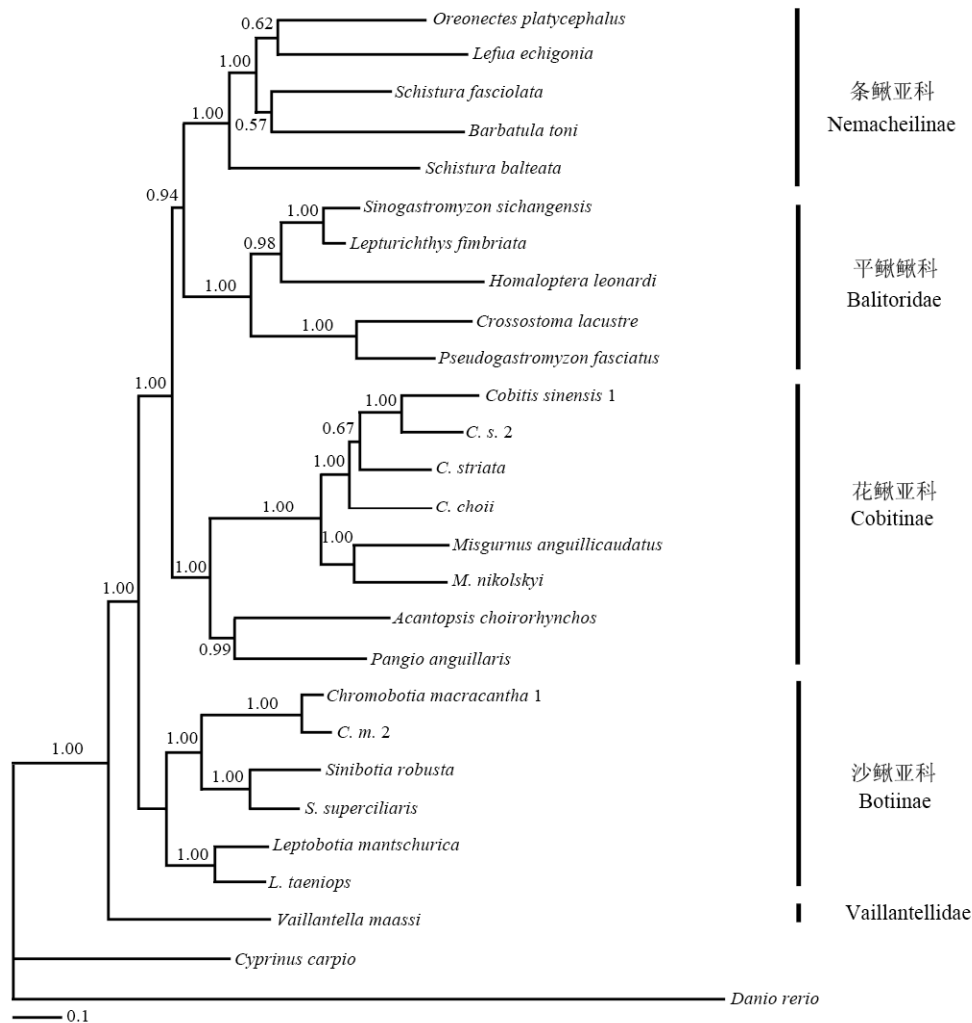 0.62
Oreonectes platycephalus
1.00
Lefua echigonia
Schistura fasciolata
条鳅亚科
1.00
0.57
Nemacheilinae
Barbatula toni
Schistura balteata
0.94
1.00
Sinogastromyzon sichangensis
0.98
Lepturichthys fimbriata
平鳅鳅科
1.00
Homaloptera leonardi
Balitoridae
1.00
Crossostoma lacustre
Pseudogastromyzon fasciatus
1.00
1.00
Cobitis sinensis 1
0.67
C. s. 2
1.00
C. striata
花鳅亚科
1.00
C. choii
Cobitinae
1.00
Misgurnus anguillicaudatus
1.00
M. nikolskyi
1.00
Acantopsis choirorhynchos
0.99
Pangio anguillaris
1.00
Chromobotia macracantha 1
1.00
C. m. 2
1.00
1.00
Sinibotia robusta
沙鳅亚科
S. superciliaris
Botiinae
1.00
Leptobotia mantschurica
L. taeniops
Vaillantella maassi
Vaillantellidae
Cyprinus carpio
Danio rerio
0.1